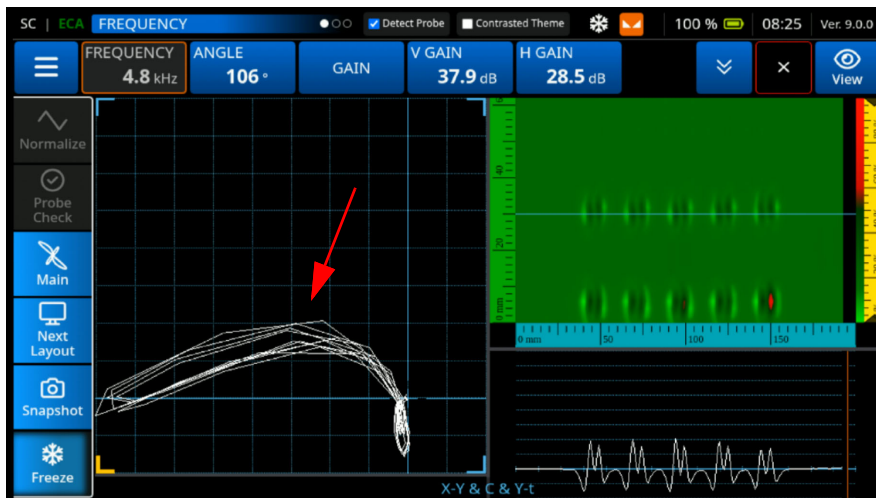 SC | ECA FREQUENCY Detect Probe Contrasted Theme 100 % 08:25 Ver. 9.0.0
FREQUENCY ANGLE GAIN V GAIN H GAIN
4.8 kHz 106 ° 37.9 dB 28.5 dB × View
Normalize
Probe
Check
Main
Next
Layout
Snapshot
Freeze
40
20
0 mm
0 mm 50 100 150
X-Y & C & Y-t